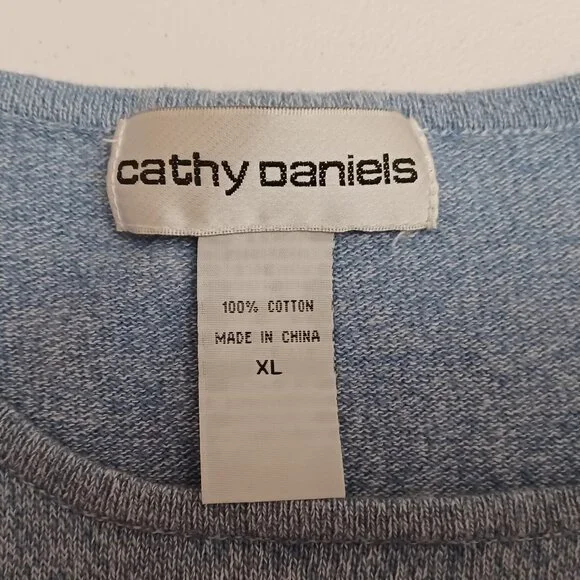 cathy Daniels
100% COTTON
MADE IN CHINA
XL